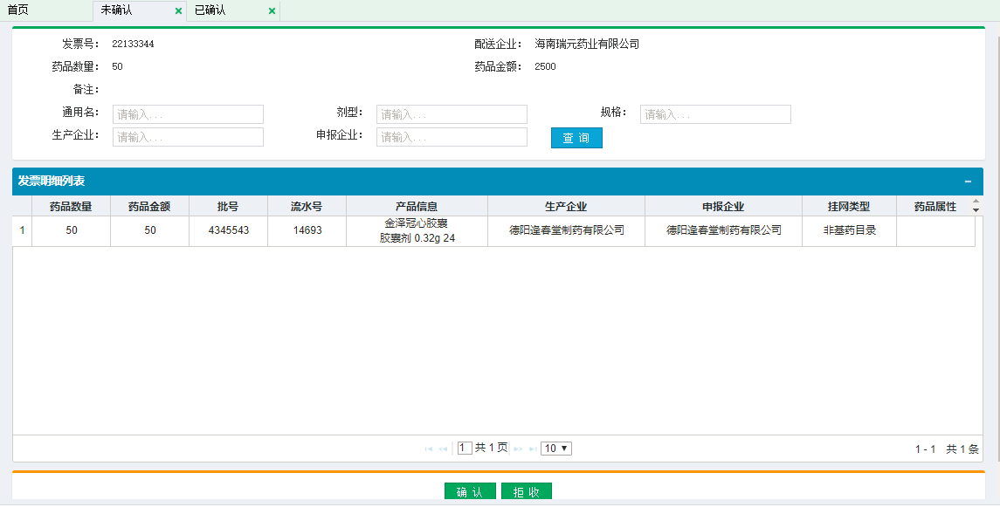 首页 未确认 已确认
发票号： 22133344 配送企业： 海南瑞元药业有限公司
药品数量： 50 药品金额： 2500
备注：
通用名： 请输入... 剂型： 请输入... 规格： 请输入...
生产企业： 请输入... 申报企业： 请输入... 查 询
发票明细列表
药品数量 药品金额 批号 流水号 产品信息 生产企业 申报企业 挂网类型 药品属性
1 50 50 4345543 14693 金泽冠心胶囊 德阳逢春堂制药有限公司 德阳逢春堂制药有限公司 非基药目录
胶囊剂 0.32g 24
1 共 1 页 10 1 - 1 共 1 条
确 认 拒 收